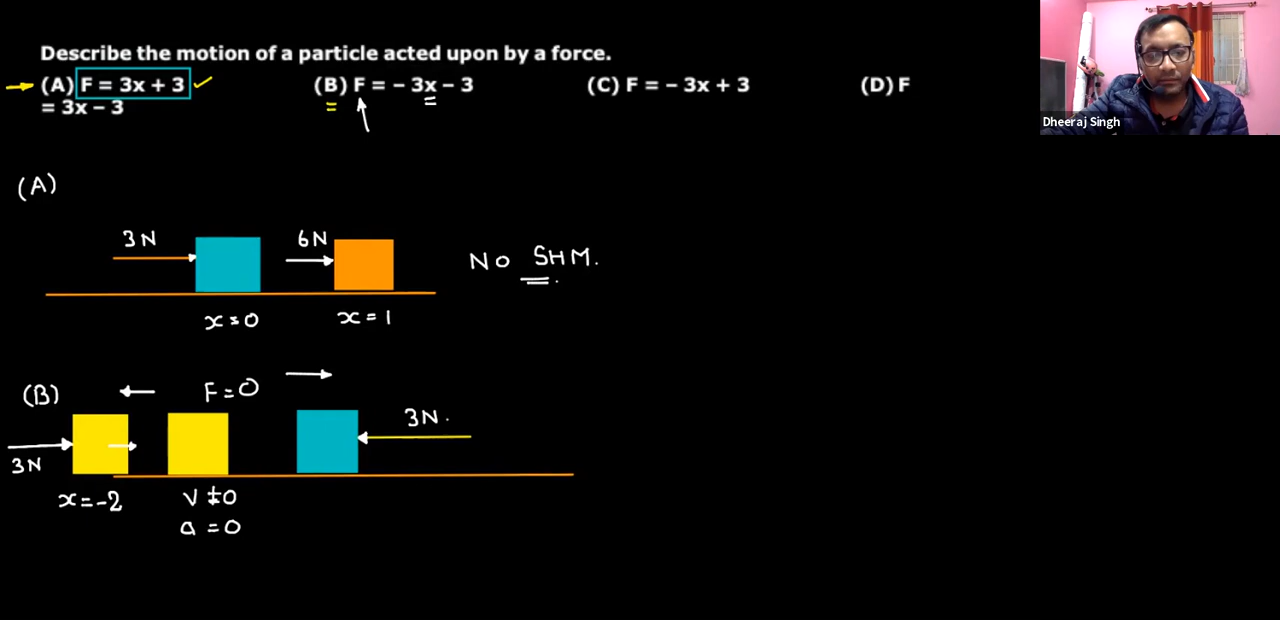 Describe the motion of a particle acted upon by a force.
(A) F = 3x + 3 (B) F = − 3x − 3 (C) F = − 3x + 3 (D) F
= 3x − 3
Dheeraj Singh
(A)
3N 6N
No SHM.
x=0 x=1
(B) F=0
3N.
3N
x=-2 v≠0
a=0